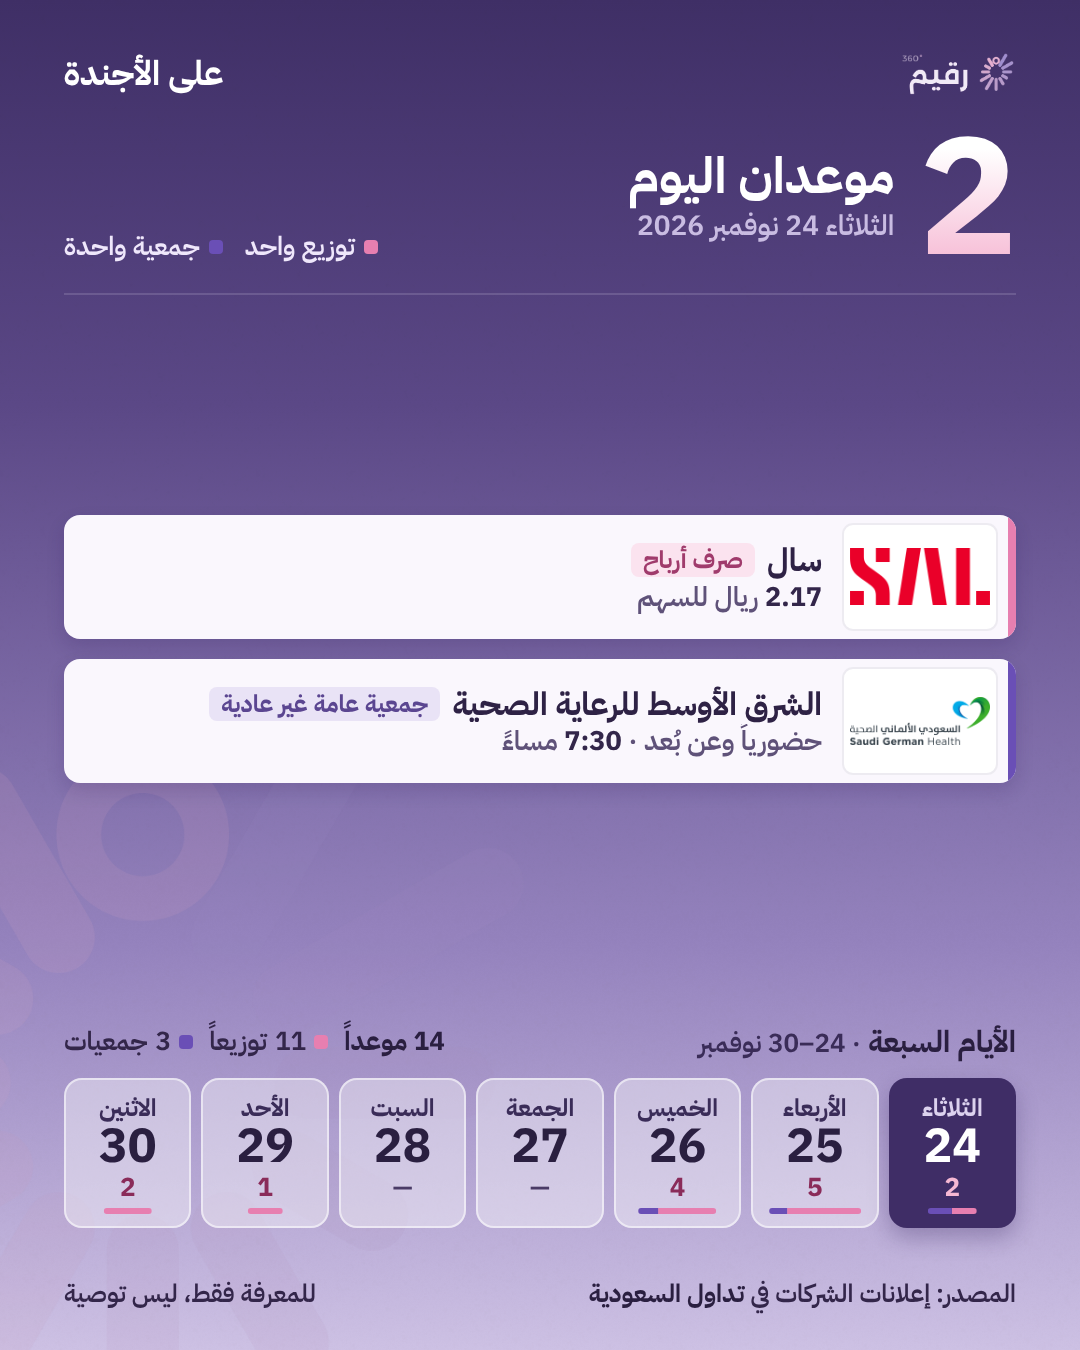 رقيم 360°
على الأجندة
2
موعدان اليوم
الثلاثاء 24 نوفمبر 2026
توزيع واحد جمعية واحدة
SAL
سال صرف أرباح
2.17 ريال للسهم
السعودي الألماني الصحية
Saudi German Health
الشرق الأوسط للرعاية الصحية جمعية عامة غير عادية
حضورياً وعن بُعد · 7:30 مساءً
الأيام السبعة · 24–30 نوفمبر
14 موعداً 11 توزيعاً 3 جمعيات
الثلاثاء 24 2
الأربعاء 25 5
الخميس 26 4
الجمعة 27 –
السبت 28 –
الأحد 29 1
الاثنين 30 2
المصدر: إعلانات الشركات في تداول السعودية
للمعرفة فقط، ليس توصية